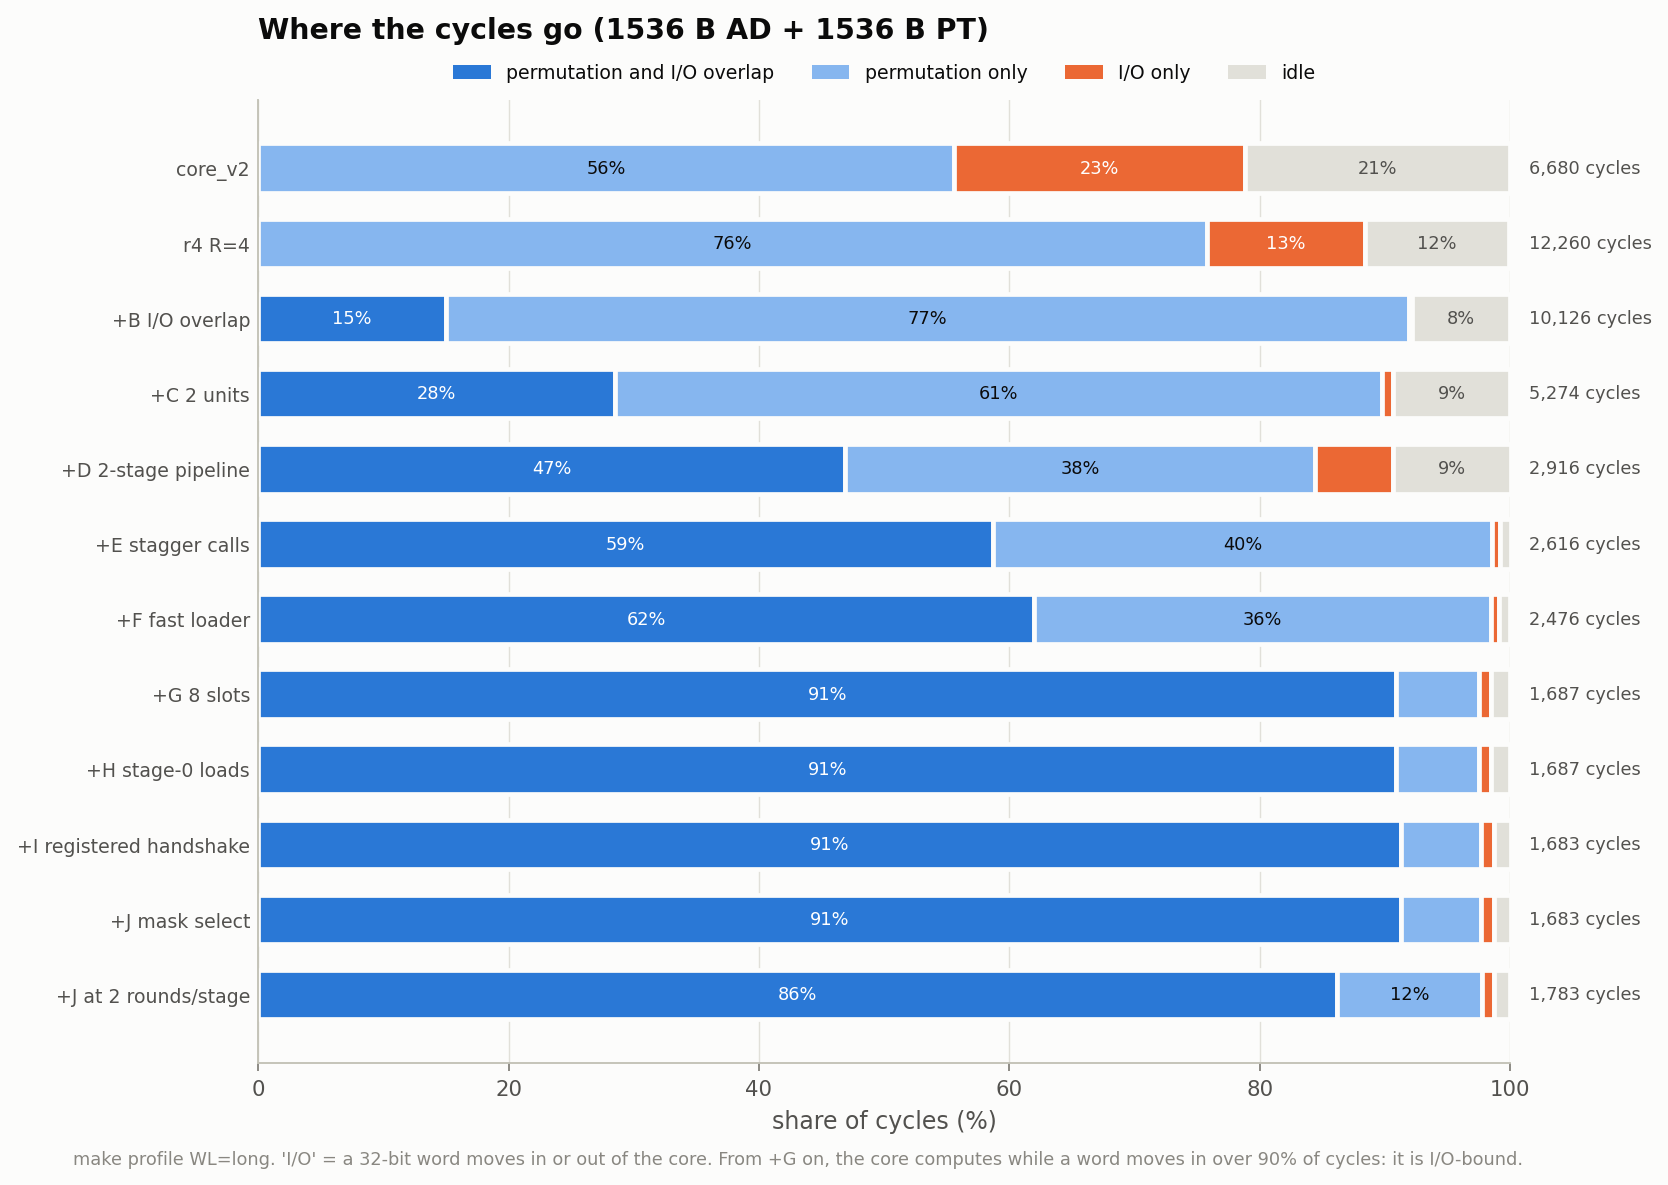 Where the cycles go (1536 B AD + 1536 B PT)
permutation and I/O overlap permutation only I/O only idle
core_v2 56% 23% 21% 6,680 cycles
r4 R=4 76% 13% 12% 12,260 cycles
+B I/O overlap 15% 77% 8% 10,126 cycles
+C 2 units 28% 61% 9% 5,274 cycles
+D 2-stage pipeline 47% 38% 9% 2,916 cycles
+E stagger calls 59% 40% 2,616 cycles
+F fast loader 62% 36% 2,476 cycles
+G 8 slots 91% 1,687 cycles
+H stage-0 loads 91% 1,687 cycles
+I registered handshake 91% 1,683 cycles
+J mask select 91% 1,683 cycles
+J at 2 rounds/stage 86% 12% 1,783 cycles
0 20 40 60 80 100
share of cycles (%)
make profile WL=long. 'I/O' = a 32-bit word moves in or out of the core. From +G on, the core computes while a word moves in over 90% of cycles: it is I/O-bound.